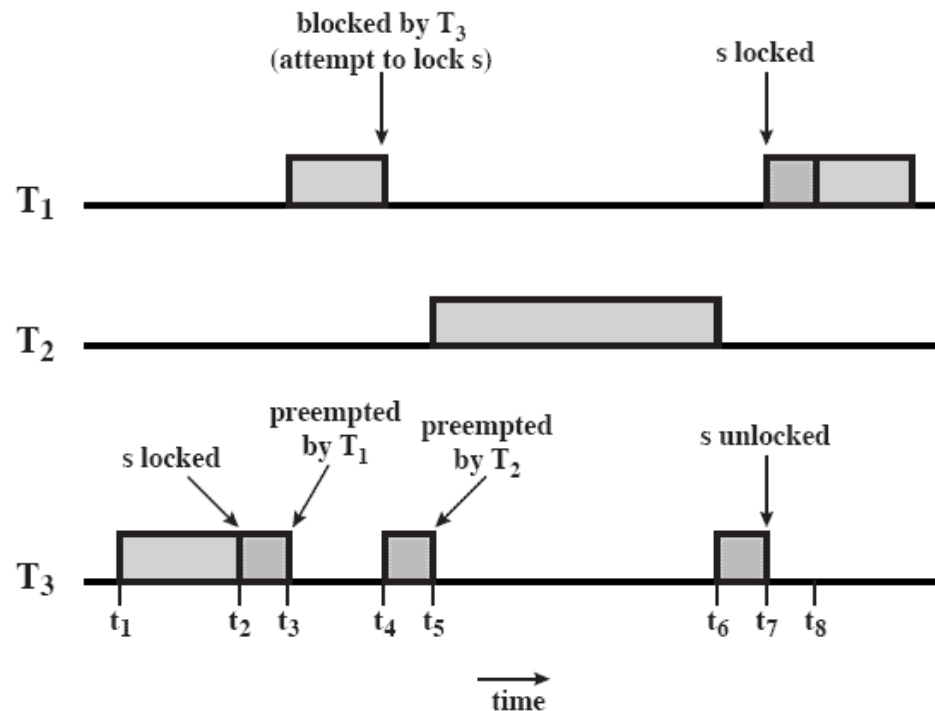 blocked by T3
(attempt to lock s)
s locked
T1
T2
preempted
by T1
preempted
by T2
s locked
s unlocked
T3
t1 t2 t3 t4 t5 t6 t7 t8
time